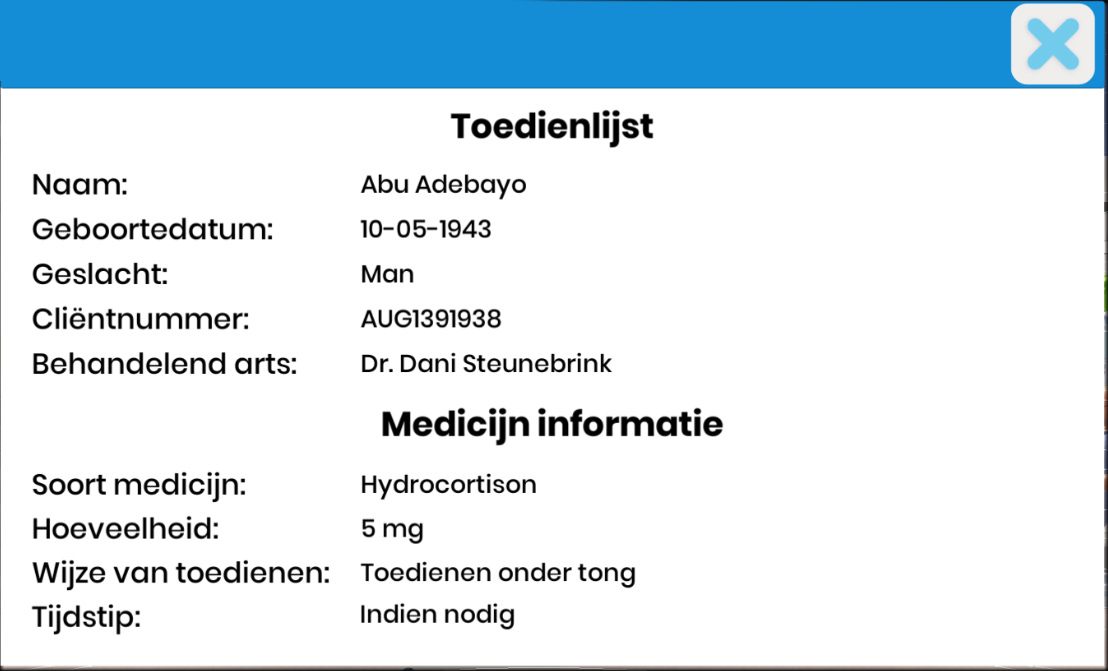 Toedienlijst
Naam: Abu Adebayo
Geboortedatum: 10-05-1943
Geslacht: Man
Cliëntnummer: AUG1391938
Behandelend arts: Dr. Dani Steunebrink
Medicijn informatie
Soort medicijn: Hydrocortison
Hoeveelheid: 5 mg
Wijze van toedienen: Toedienen onder tong
Tijdstip: Indien nodig